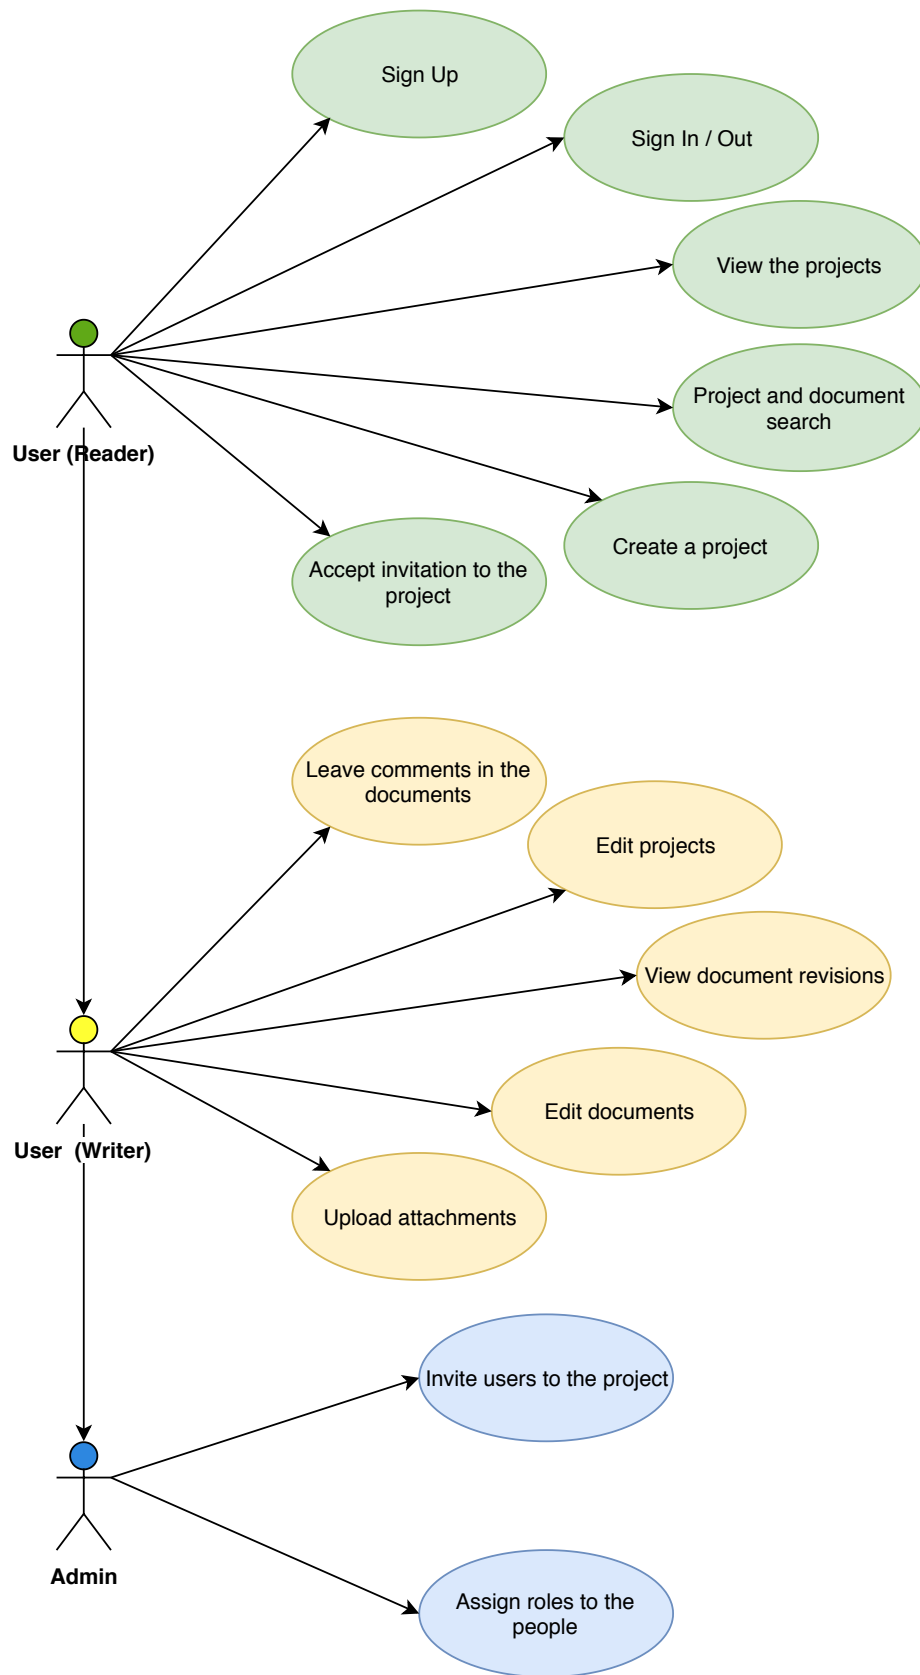 Sign Up
Sign In / Out
View the projects
Project and document
search
User (Reader)
Create a project
Accept invitation to the
project
Leave comments in the
documents
Edit projects
View document revisions
Edit documents
User  (Writer)
Upload attachments
Invite users to the project
Admin
Assign roles to the
people